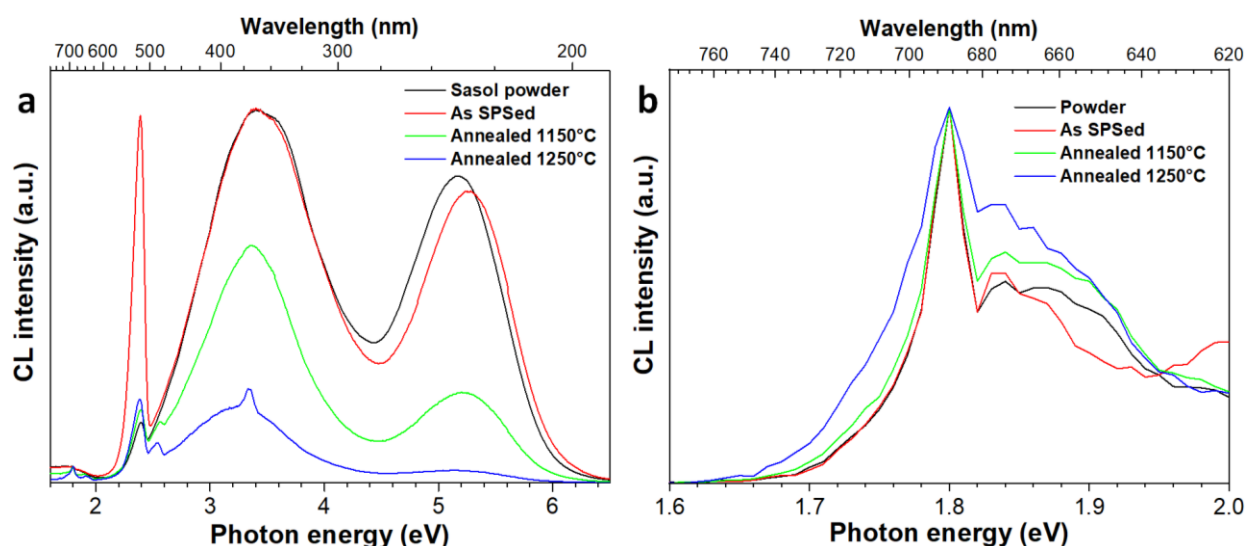 Wavelength (nm)
700 600 500 400 300 200
a
Sasol powder
As SPSed
Annealed 1150°C
Annealed 1250°C
CL intensity (a.u.)
2 3 4 5 6
Photon energy (eV)
Wavelength (nm)
760 740 720 700 680 660 640 620
b
Powder
As SPSed
Annealed 1150°C
Annealed 1250°C
CL intensity (a.u.)
1.6 1.7 1.8 1.9 2.0
Photon energy (eV)